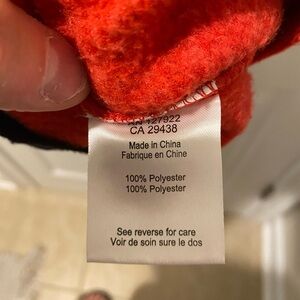 127922
CA 29438
Made in China
Fabrique en Chine
100% Polyester
100% Polyester
See reverse for care
Voir de soin sure le dos